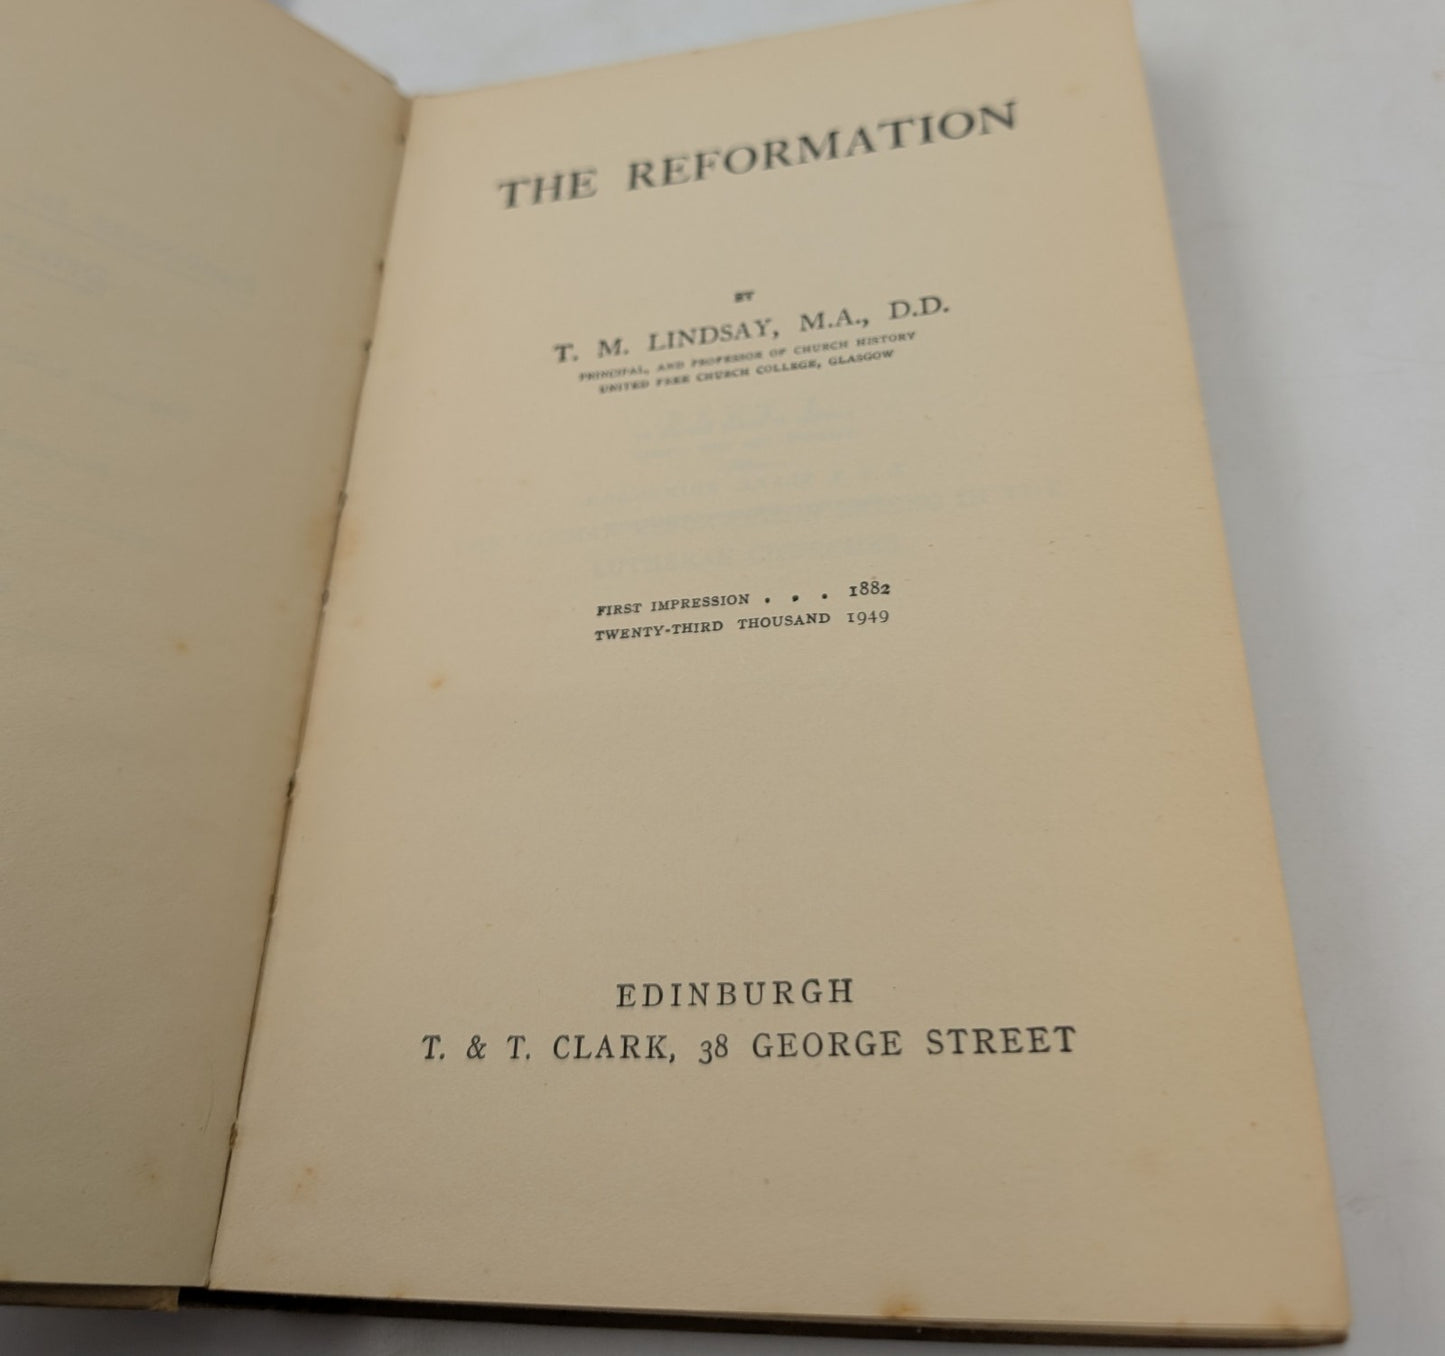 THE REFORMATION
BY
T. M. LINDSAY, M.A., D.D.
PRINCIPAL, AND PROFESSOR OF CHURCH HISTORY
UNITED FREE CHURCH COLLEGE, GLASGOW
FIRST IMPRESSION . . . 1882
TWENTY-THIRD THOUSAND 1949
EDINBURGH
T. & T. CLARK, 38 GEORGE STREET